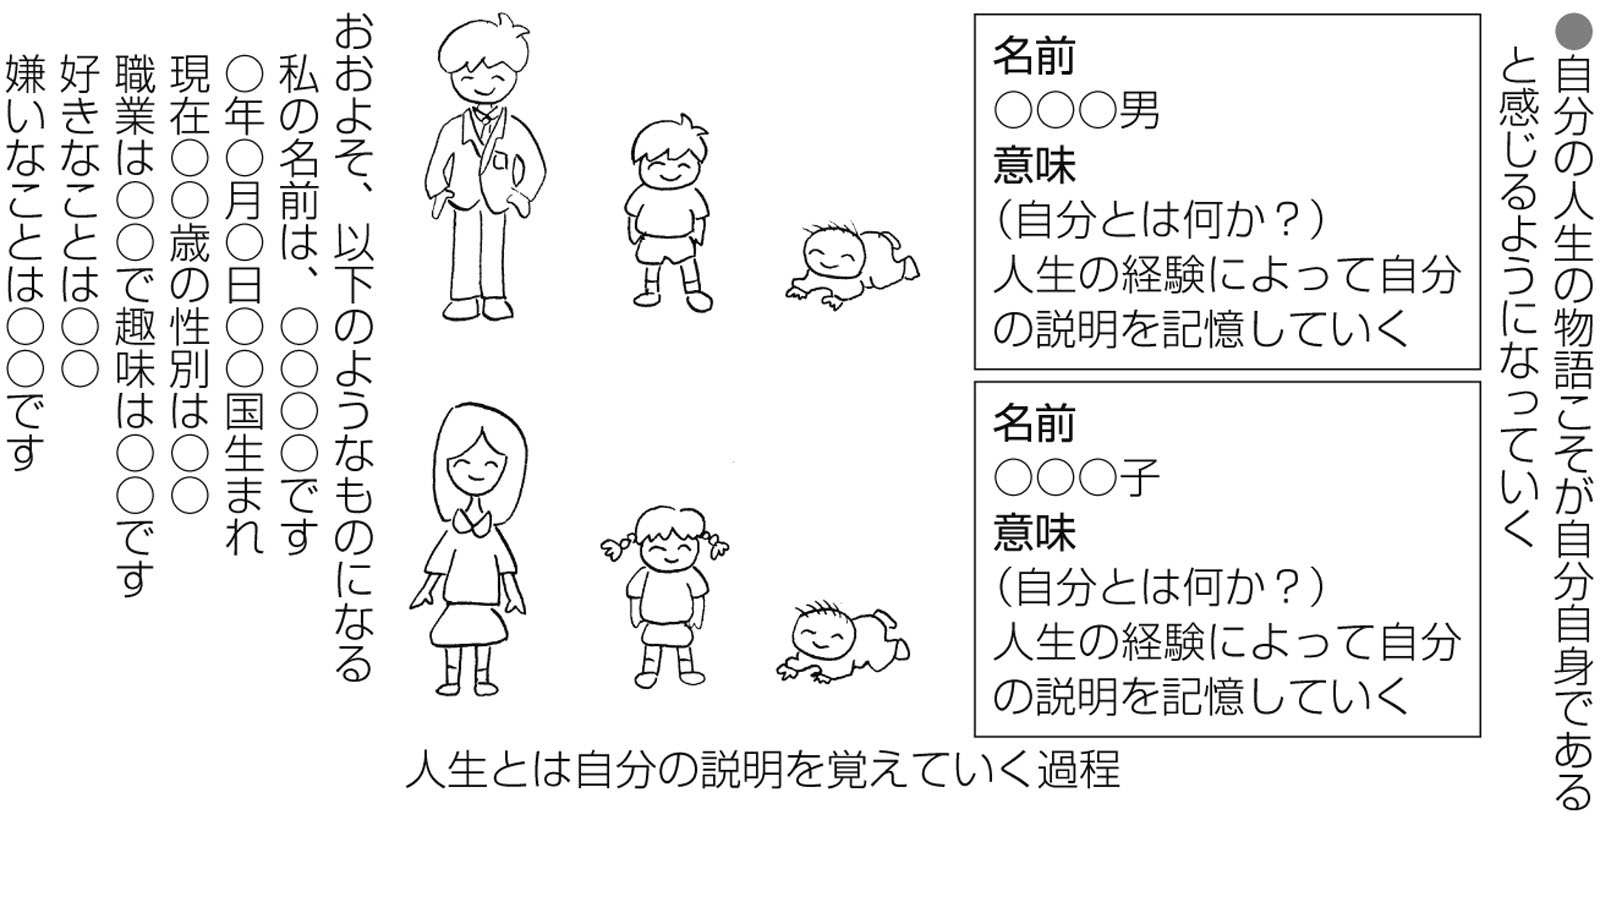 ●自分の人生の物語こそが自分自身である
と感じるようになっていく
名前
○○○男
意味
（自分とは何か？）
人生の経験によって自分
の説明を記憶していく
名前
○○○子
意味
（自分とは何か？）
人生の経験によって自分
の説明を記憶していく
人生とは自分の説明を覚えていく過程
おおよそ、以下のようなものになる
私の名前は、○○○○です
○年○月○日○○国生まれ
現在○○歳の性別は○○
職業は○○で趣味は○○です
好きなことは○○
嫌いなことは○○です